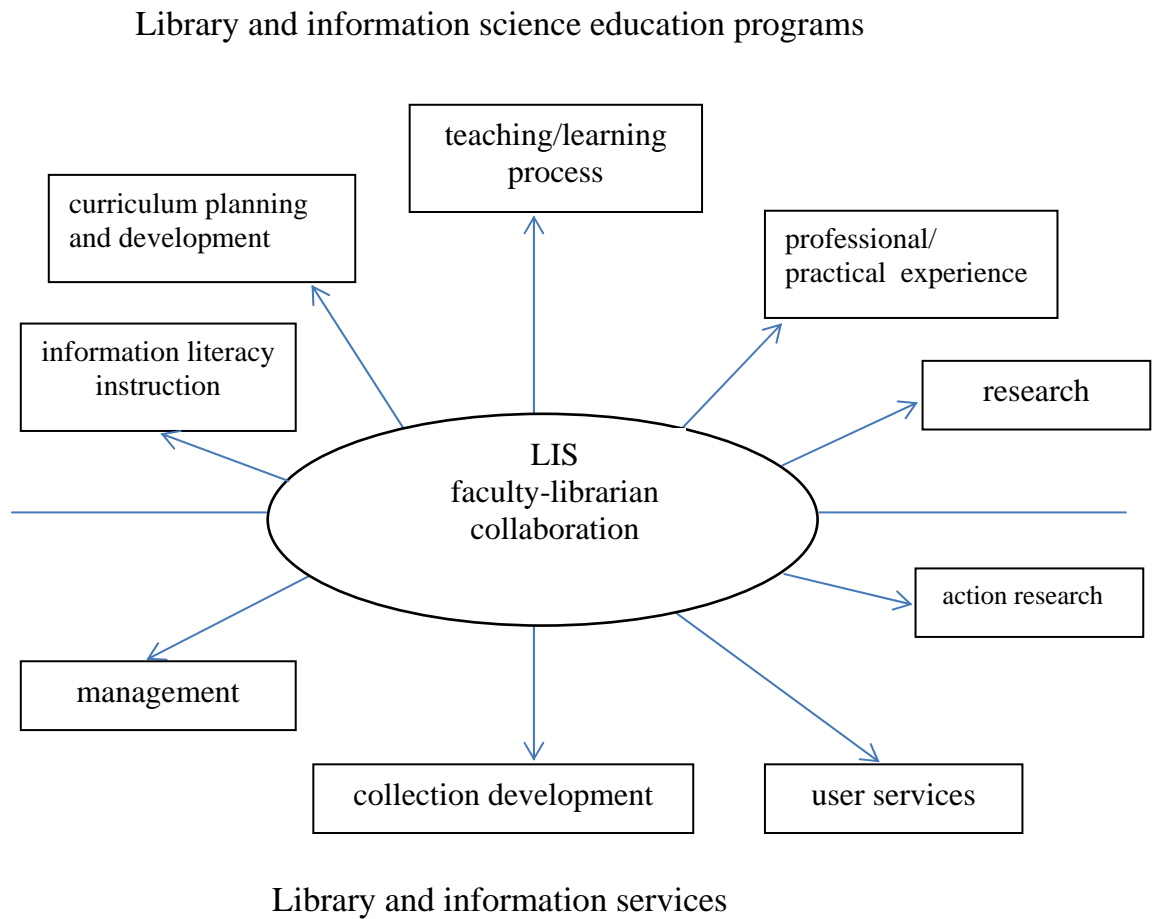 Library and information science education programs
teaching/learning
process
curriculum planning
and development
professional/
practical  experience
information literacy
instruction
research
LIS
faculty-librarian
collaboration
action research
management
collection development
user services
Library and information services